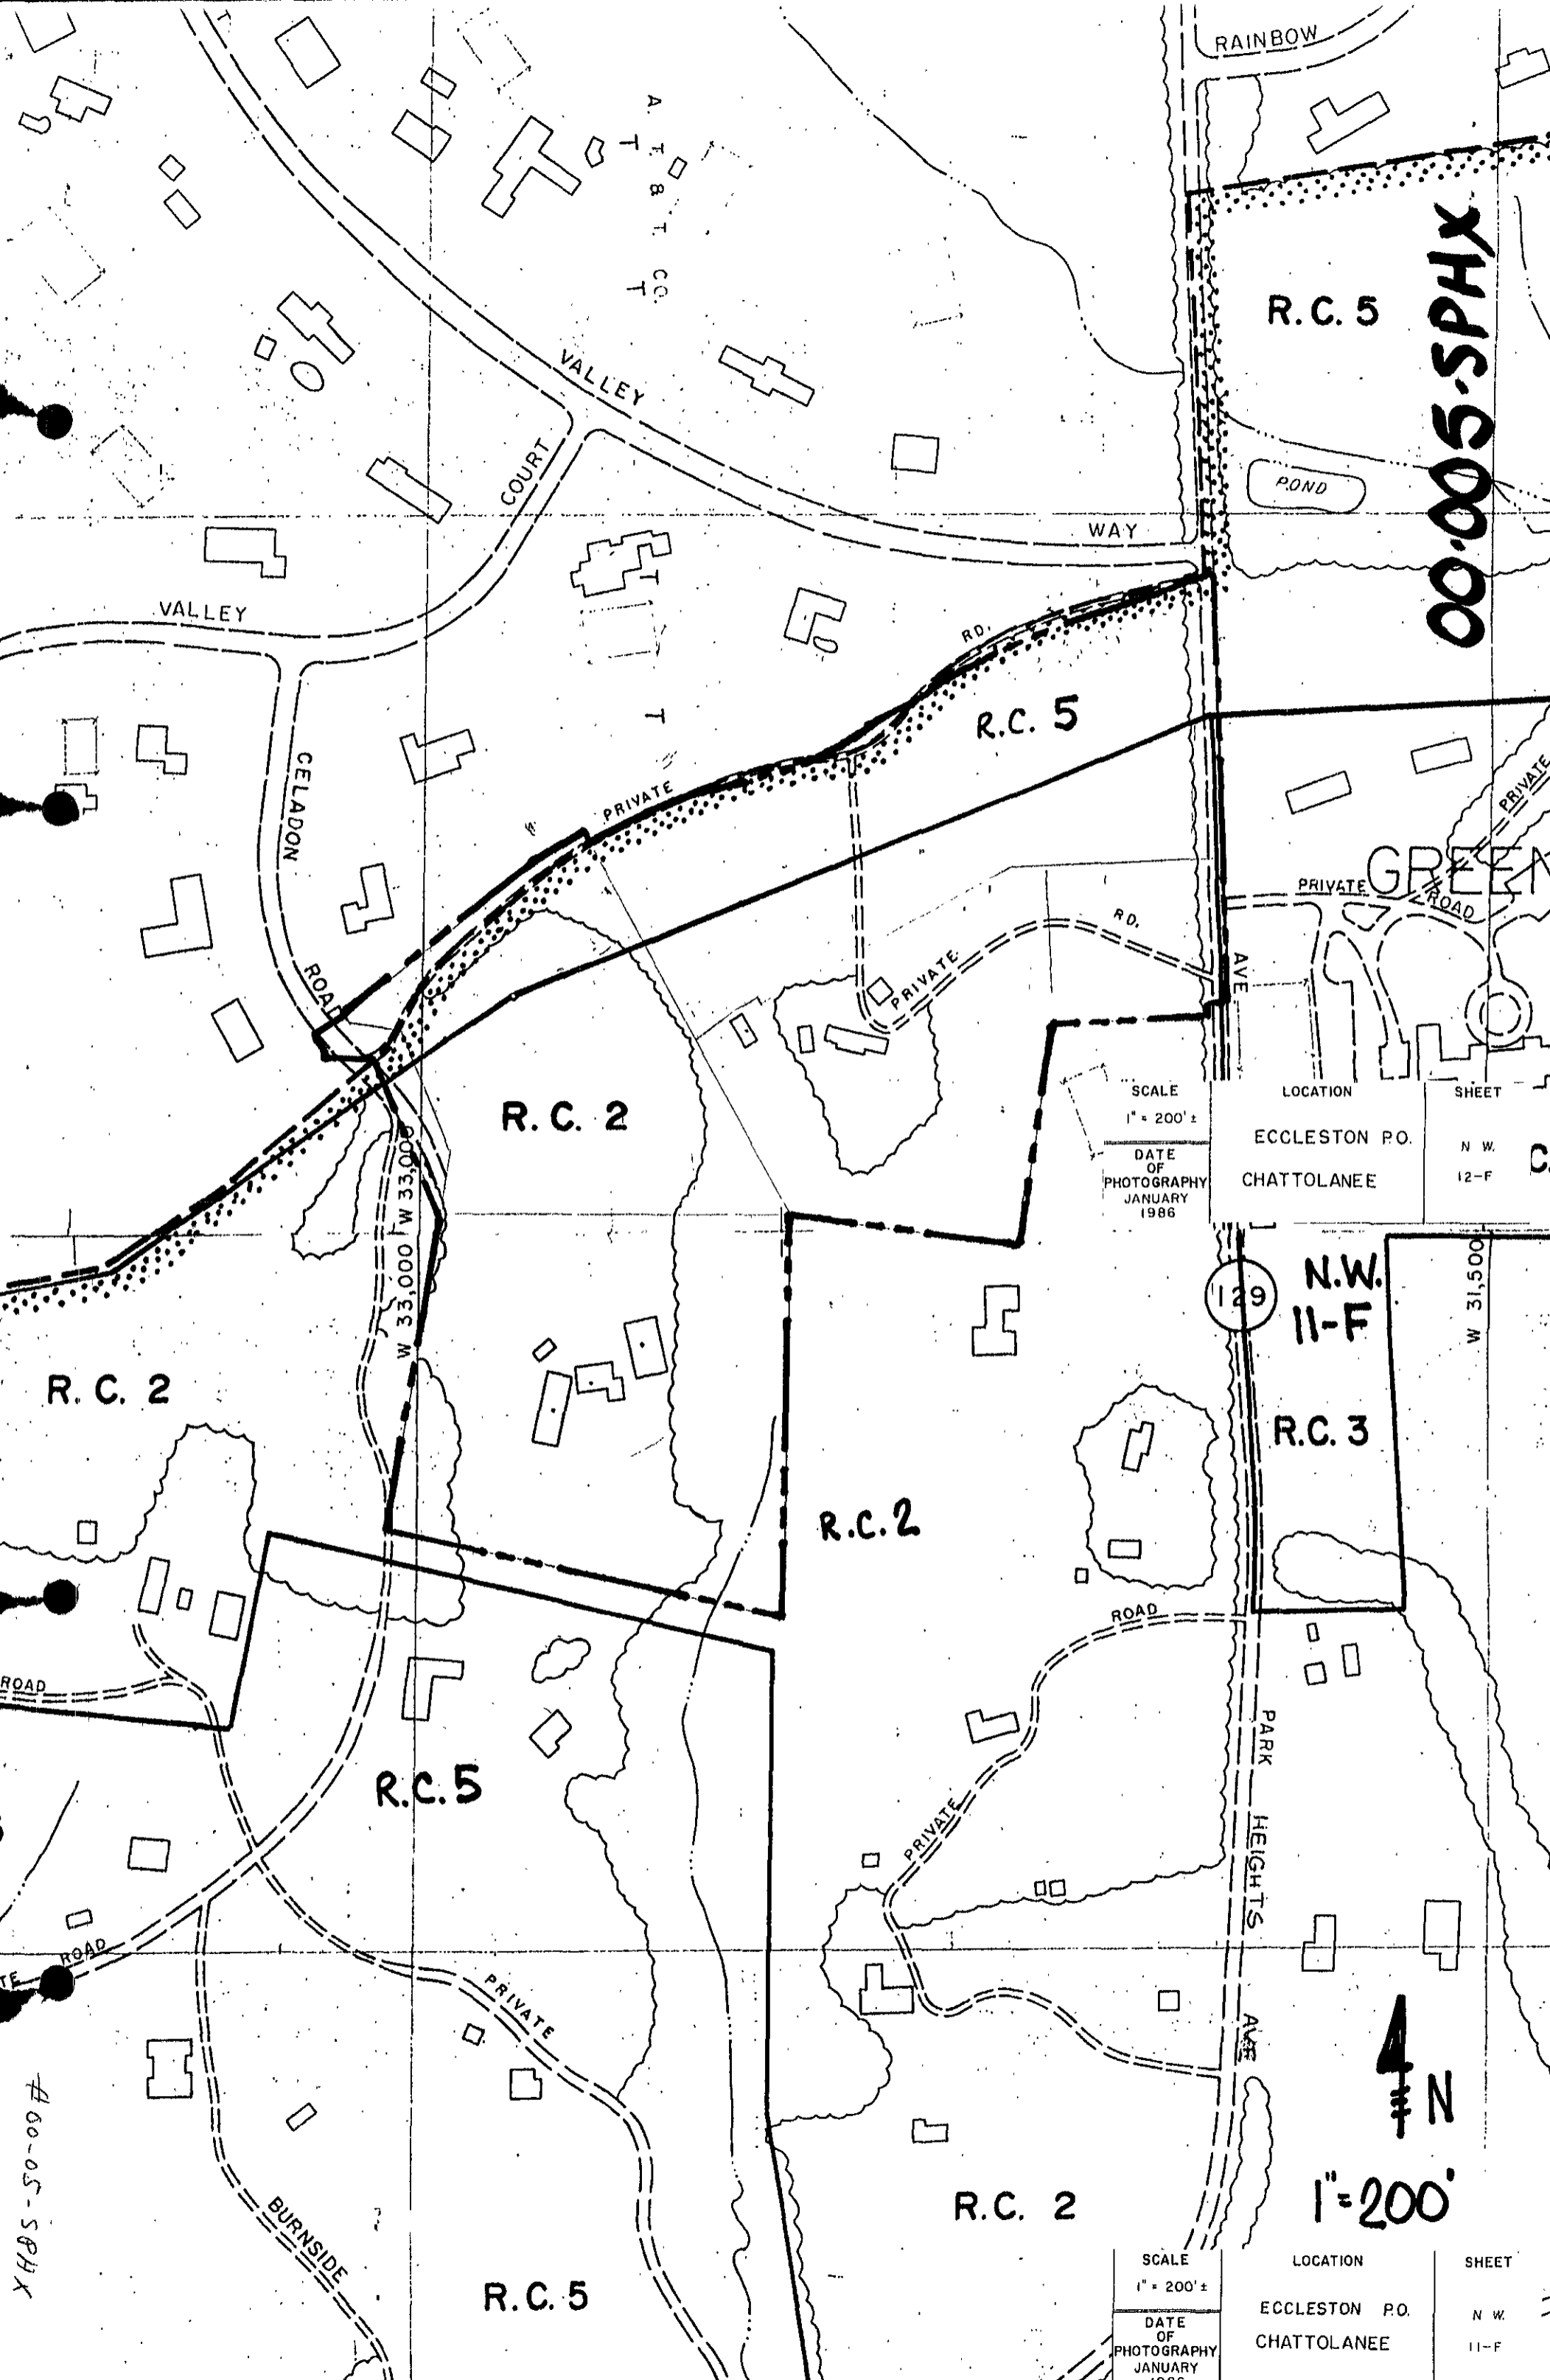 RAINBOW
A. T. & T. CO.
T
T
R.C. 5
00.005.SPHX
VALLEY
COURT
POND
WAY
VALLEY
T
RD.
T
R.C. 5
CELADON
PRIVATE
PRIVATE
GREEN
PRIVATE
ROAD
RD.
PRIVATE
AVE
ROAD
SCALE
1" = 200'±
DATE
OF
PHOTOGRAPHY
JANUARY
1986
LOCATION
ECCLESTON P.O.
CHATTOLANEE
SHEET
N W.
12-F
C.
R. C. 2
W 33,000
W 33,000
129
N.W.
11-F
W 31,500
R. C. 2
R.C. 3
R.C. 2
ROAD
ROAD
PARK
HEIGHTS
AVE
R.C. 5
PRIVATE
ROAD
TE
PRIVATE
N
1"=200'
#00-05-SPHX
BURNSIDE
R.C. 2
R.C. 5
SCALE
1" = 200'±
DATE
OF
PHOTOGRAPHY
JANUARY
LOCATION
ECCLESTON P.O.
CHATTOLANEE
SHEET
N W.
11-F